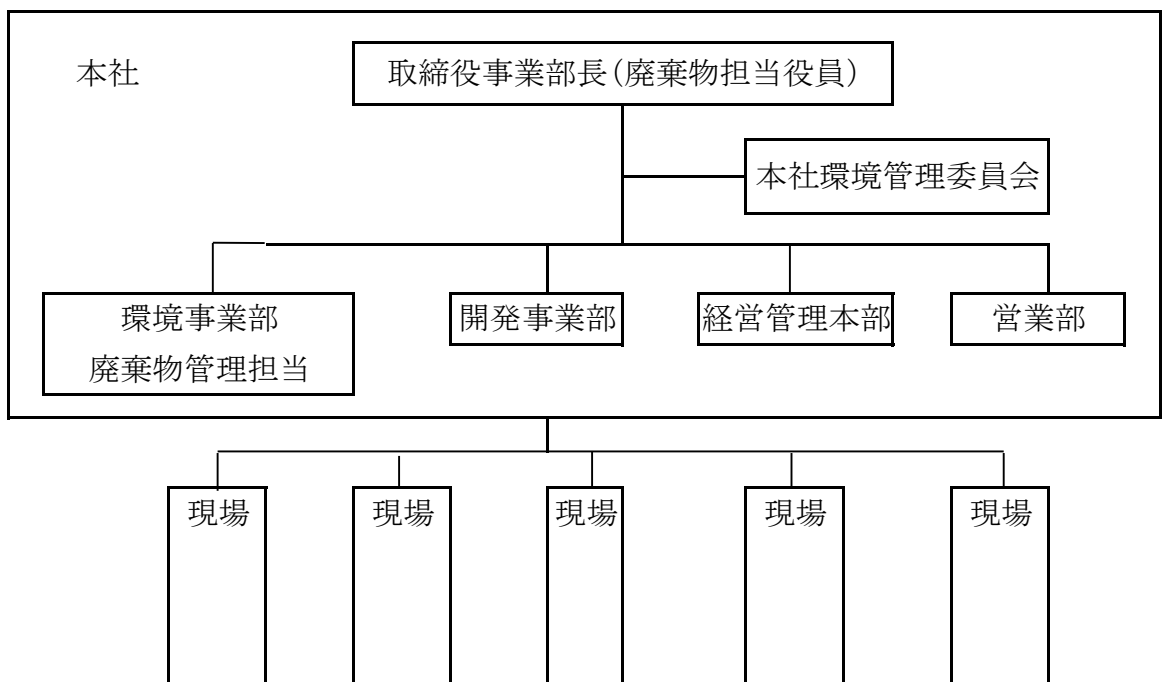 本社
取締役事業部長(廃棄物担当役員)
本社環境管理委員会
環境事業部
廃棄物管理担当
開発事業部
経営管理本部
営業部
現場
現場
現場
現場
現場